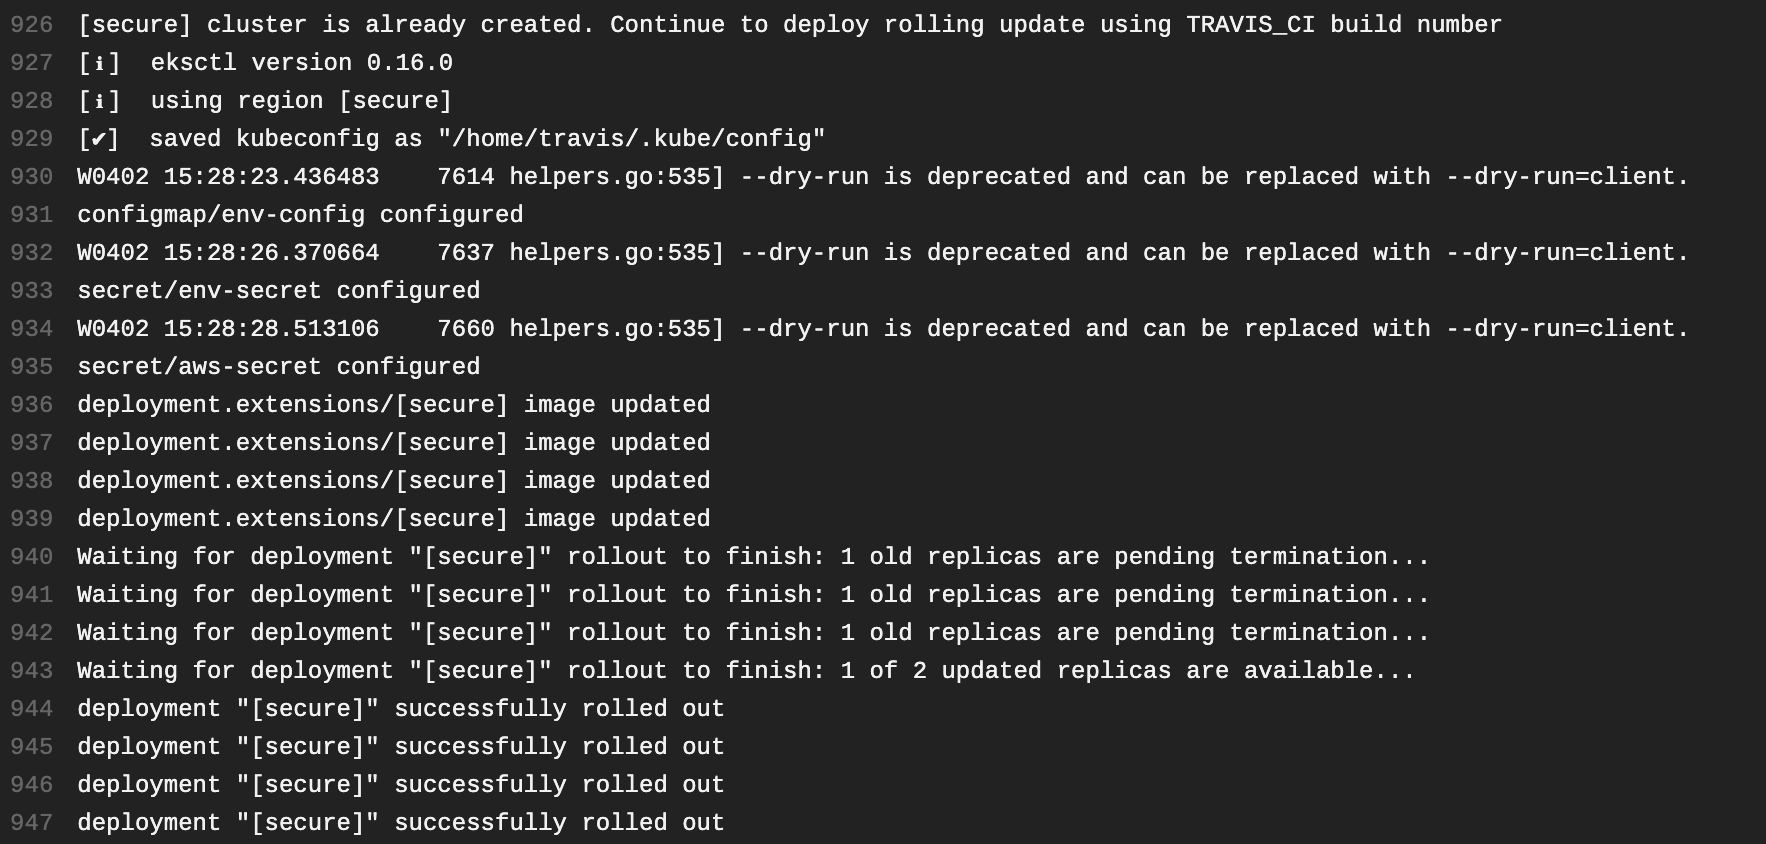 926 [secure] cluster is already created. Continue to deploy rolling update using TRAVIS_CI build number
927 [ℹ]  eksctl version 0.16.0
928 [ℹ]  using region [secure]
929 [✔]  saved kubeconfig as "/home/travis/.kube/config"
930 W0402 15:28:23.436483    7614 helpers.go:535] --dry-run is deprecated and can be replaced with --dry-run=client.
931 configmap/env-config configured
932 W0402 15:28:26.370664    7637 helpers.go:535] --dry-run is deprecated and can be replaced with --dry-run=client.
933 secret/env-secret configured
934 W0402 15:28:28.513106    7660 helpers.go:535] --dry-run is deprecated and can be replaced with --dry-run=client.
935 secret/aws-secret configured
936 deployment.extensions/[secure] image updated
937 deployment.extensions/[secure] image updated
938 deployment.extensions/[secure] image updated
939 deployment.extensions/[secure] image updated
940 Waiting for deployment "[secure]" rollout to finish: 1 old replicas are pending termination...
941 Waiting for deployment "[secure]" rollout to finish: 1 old replicas are pending termination...
942 Waiting for deployment "[secure]" rollout to finish: 1 old replicas are pending termination...
943 Waiting for deployment "[secure]" rollout to finish: 1 of 2 updated replicas are available...
944 deployment "[secure]" successfully rolled out
945 deployment "[secure]" successfully rolled out
946 deployment "[secure]" successfully rolled out
947 deployment "[secure]" successfully rolled out